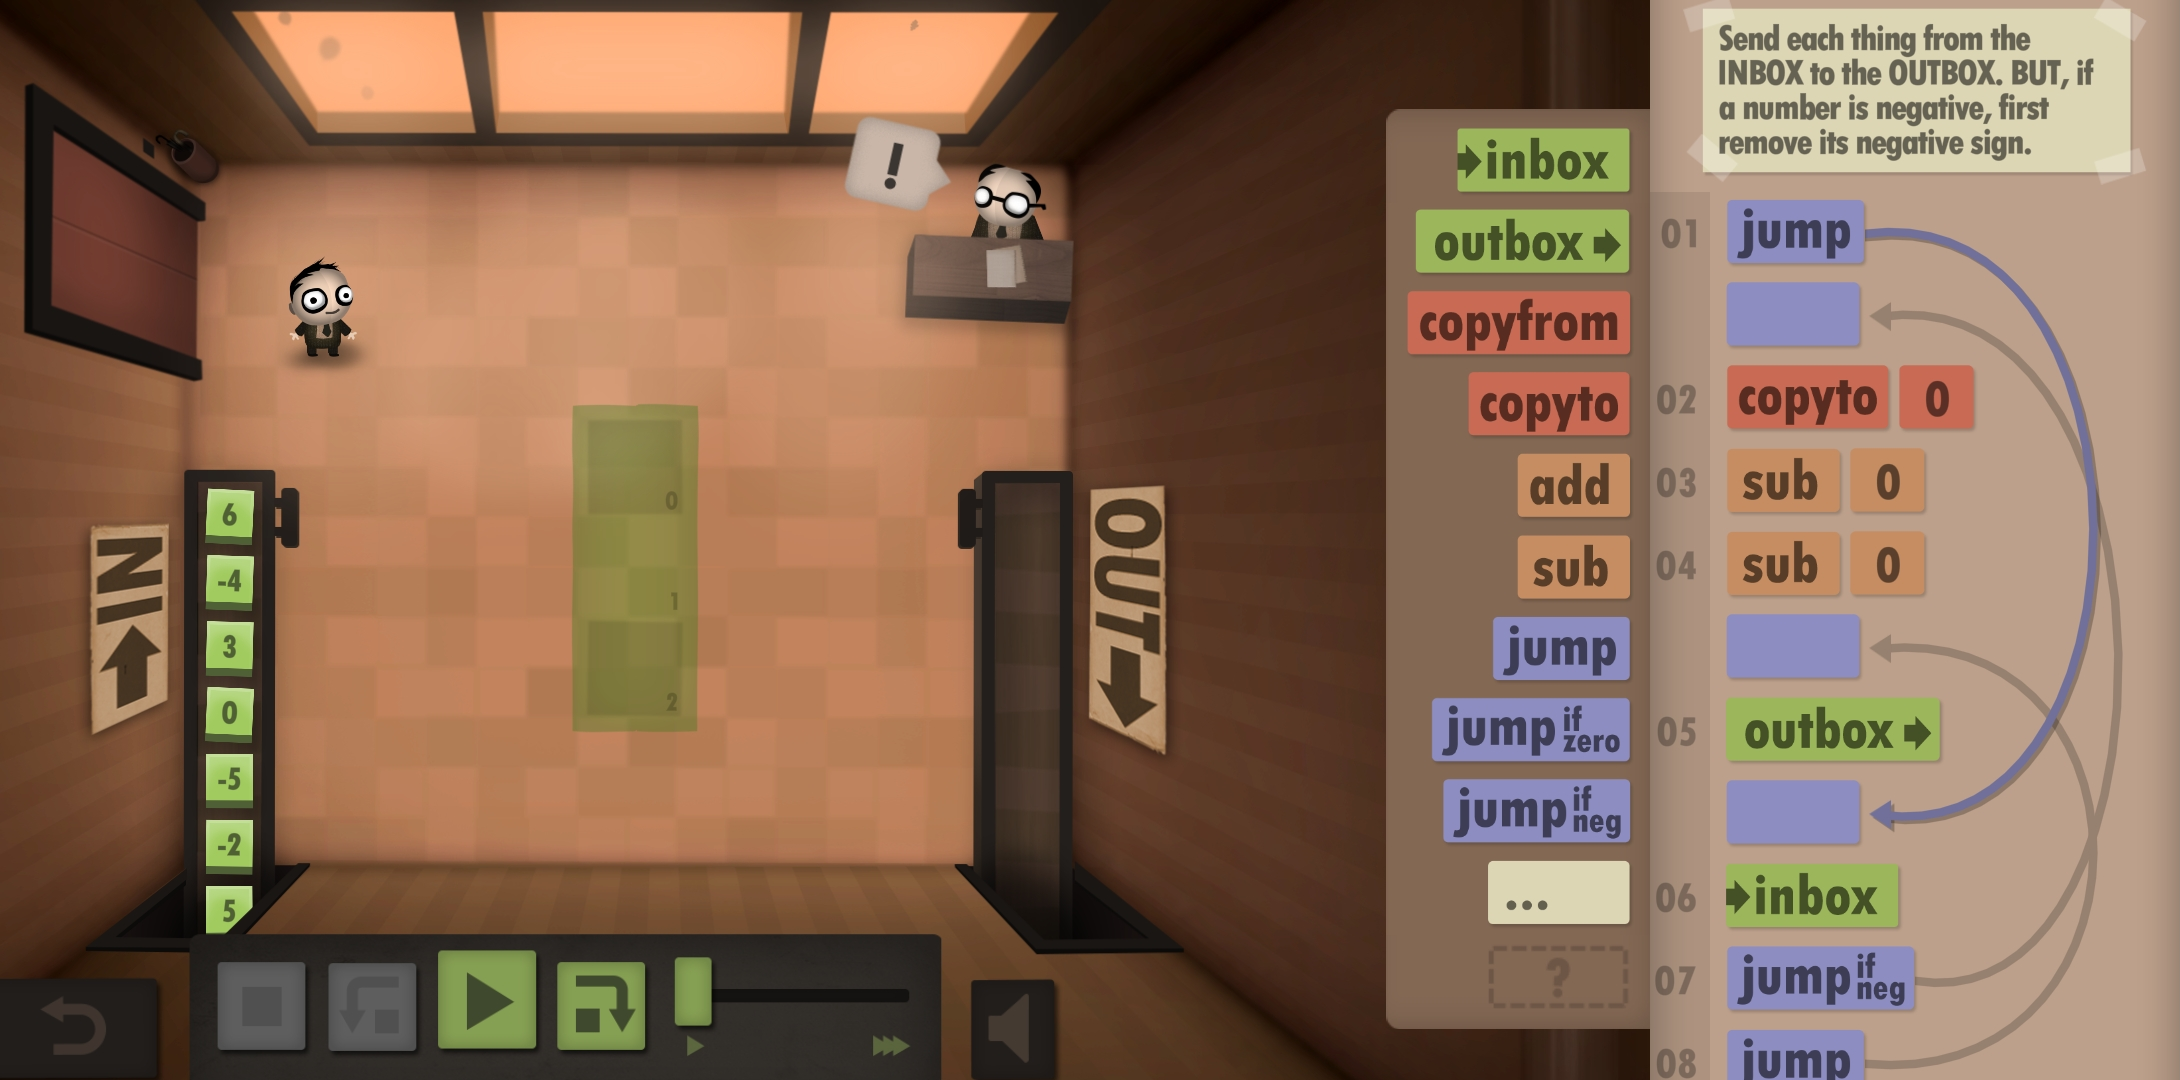 Send each thing from the
INBOX to the OUTBOX. BUT, if
a number is negative, first
remove its negative sign.
!
inbox
outbox
copyfrom
copyto
add
sub
jump
jump if zero
jump if neg
...
?
01 jump
02 copyto 0
03 sub 0
04 sub 0
05 outbox
06 inbox
07 jump if neg
08 jump
IN
6
-4
3
0
-5
-2
5
0
1
2
OUT